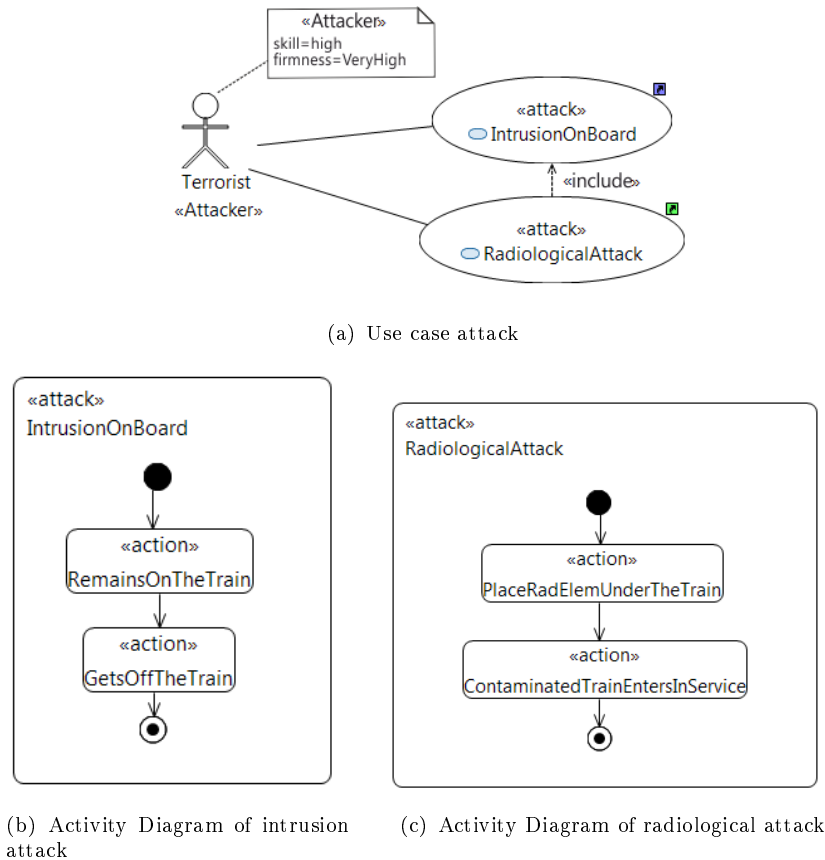 «Attacker»
skill=high
firmness=VeryHigh
«attack»
IntrusionOnBoard
Terrorist
«Attacker»
«include»
«attack»
RadiologicalAttack
(a) Use case attack
«attack»
IntrusionOnBoard
«action»
RemainsOnTheTrain
«action»
GetsOffTheTrain
(b) Activity Diagram of intrusion
attack
«attack»
RadiologicalAttack
«action»
PlaceRadElemUnderTheTrain
«action»
ContaminatedTrainEntersInService
(c) Activity Diagram of radiological attack